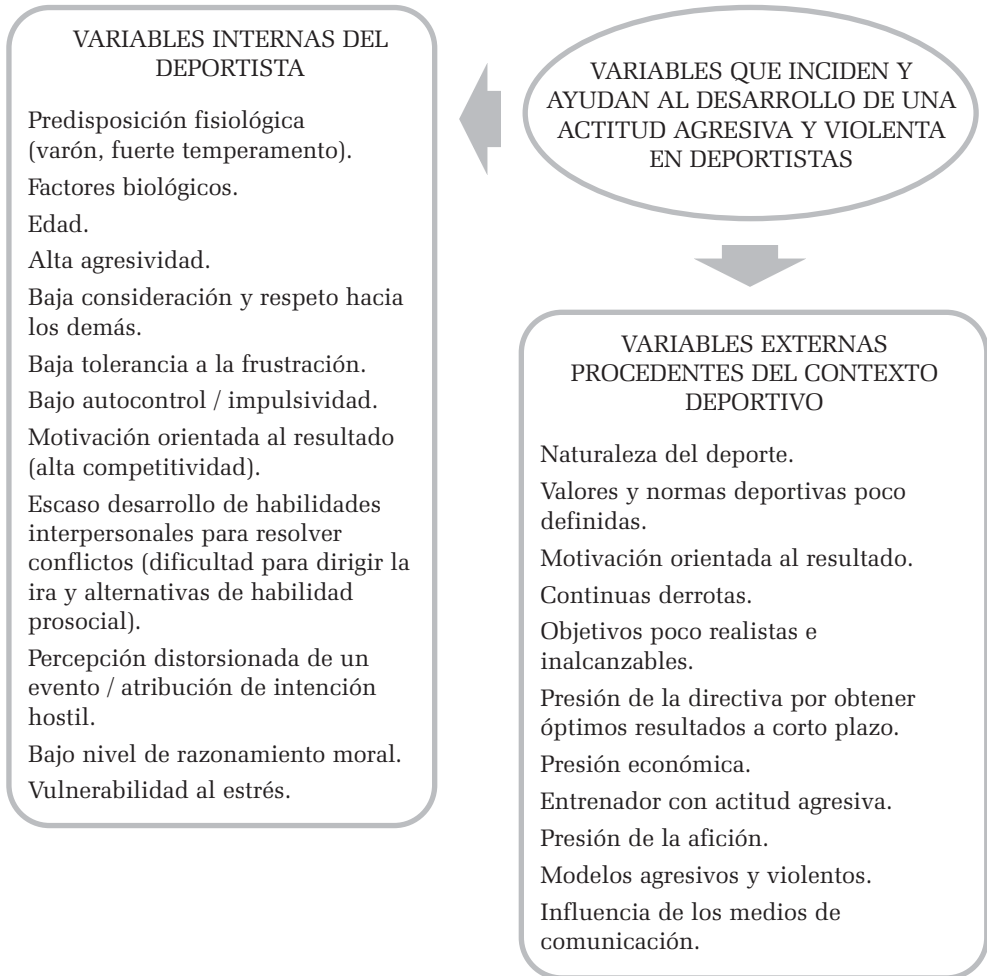 VARIABLES QUE INCIDEN Y
AYUDAN AL DESARROLLO DE UNA
ACTITUD AGRESIVA Y VIOLENTA
EN DEPORTISTAS
VARIABLES INTERNAS DEL
DEPORTISTA
Predisposición fisiológica
(varón, fuerte temperamento).
Factores biológicos.
Edad.
Alta agresividad.
Baja consideración y respeto hacia
los demás.
Baja tolerancia a la frustración.
Bajo autocontrol / impulsividad.
Motivación orientada al resultado
(alta competitividad).
Escaso desarrollo de habilidades
interpersonales para resolver
conflictos (dificultad para dirigir la
ira y alternativas de habilidad
prosocial).
Percepción distorsionada de un
evento / atribución de intención
hostil.
Bajo nivel de razonamiento moral.
Vulnerabilidad al estrés.
VARIABLES EXTERNAS
PROCEDENTES DEL CONTEXTO
DEPORTIVO
Naturaleza del deporte.
Valores y normas deportivas poco
definidas.
Motivación orientada al resultado.
Continuas derrotas.
Objetivos poco realistas e
inalcanzables.
Presión de la directiva por obtener
óptimos resultados a corto plazo.
Presión económica.
Entrenador con actitud agresiva.
Presión de la afición.
Modelos agresivos y violentos.
Influencia de los medios de
comunicación.